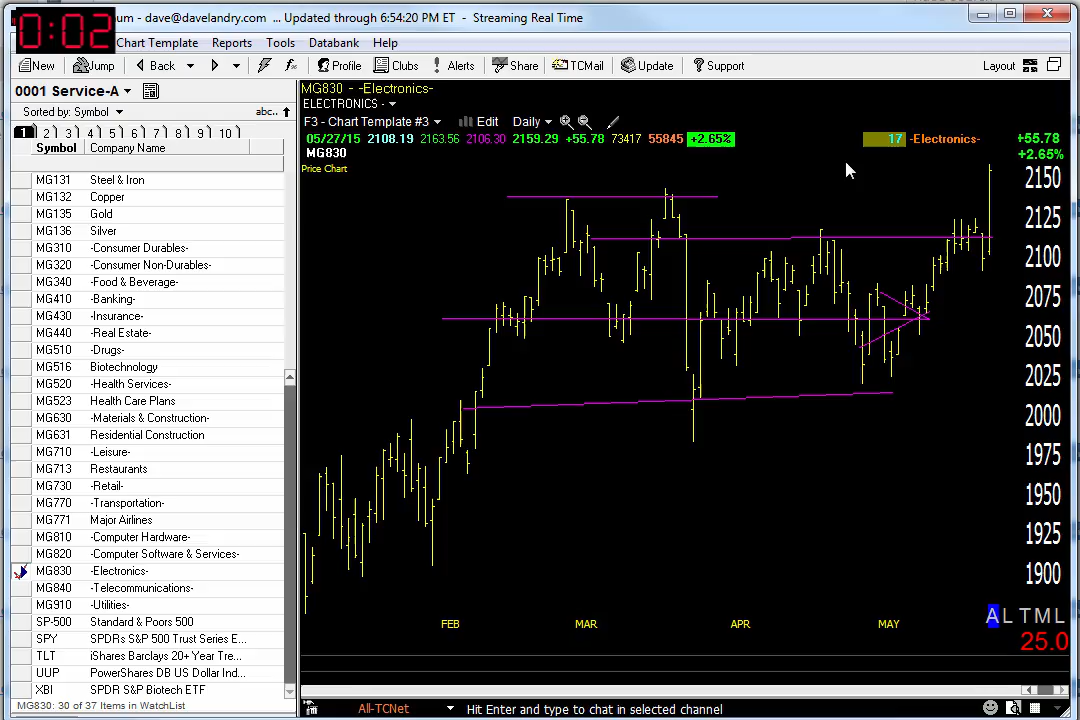 um - dave@davelandry.com ... Updated through 6:54:20 PM ET - Streaming Real Time
0:02
Chart Template Reports Tools Databank Help
New Jump Back Profile Clubs Alerts Share TCMail Update Support Layout
0001 Service-A
Sorted by: Symbol abc..
1 2 3 4 5 6 7 8 9 10
Symbol Company Name
MG131 Steel & Iron
MG132 Copper
MG135 Gold
MG136 Silver
MG310 -Consumer Durables-
MG320 -Consumer Non-Durables-
MG340 -Food & Beverage-
MG410 -Banking-
MG430 -Insurance-
MG440 -Real Estate-
MG510 -Drugs-
MG516 Biotechnology
MG520 -Health Services-
MG523 Health Care Plans
MG630 -Materials & Construction-
MG631 Residential Construction
MG710 -Leisure-
MG713 Restaurants
MG730 -Retail-
MG770 -Transportation-
MG771 Major Airlines
MG810 -Computer Hardware-
MG820 -Computer Software & Services-
MG830 -Electronics-
MG840 -Telecommunications-
MG910 -Utilities-
SP-500 Standard & Poors 500
SPY SPDRs S&P 500 Trust Series E...
TLT iShares Barclays 20+ Year Tre...
UUP PowerShares DB US Dollar Ind...
XBI SPDR S&P Biotech ETF
MG830: 30 of 37 Items in WatchList
MG830 - -Electronics-
ELECTRONICS -
F3 - Chart Template #3 Edit Daily
05/27/15 2108.19 2163.56 2106.30 2159.29 +55.78 73417 55845 +2.65% 17 -Electronics- +55.78
+2.65%
MG830
Price Chart
2150
2125
2100
2075
2050
2025
2000
1975
1950
1925
1900
FEB MAR APR MAY
A L T M L
25.0
All-TCNet Hit Enter and type to chat in selected channel